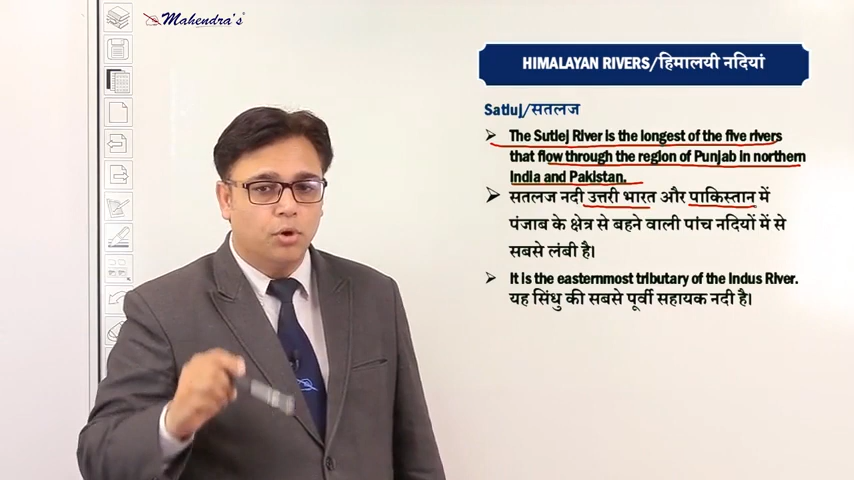 Mahendra's
HIMALAYAN RIVERS/हिमालयी नदियां
Satluj/सतलज
The Sutlej River is the longest of the five rivers
that flow through the region of Punjab in northern
India and Pakistan.
सतलज नदी उत्तरी भारत और पाकिस्तान में
पंजाब के क्षेत्र से बहने वाली पांच नदियों में से
सबसे लंबी है।
It is the easternmost tributary of the Indus River.
यह सिंधु की सबसे पूर्वी सहायक नदी है।